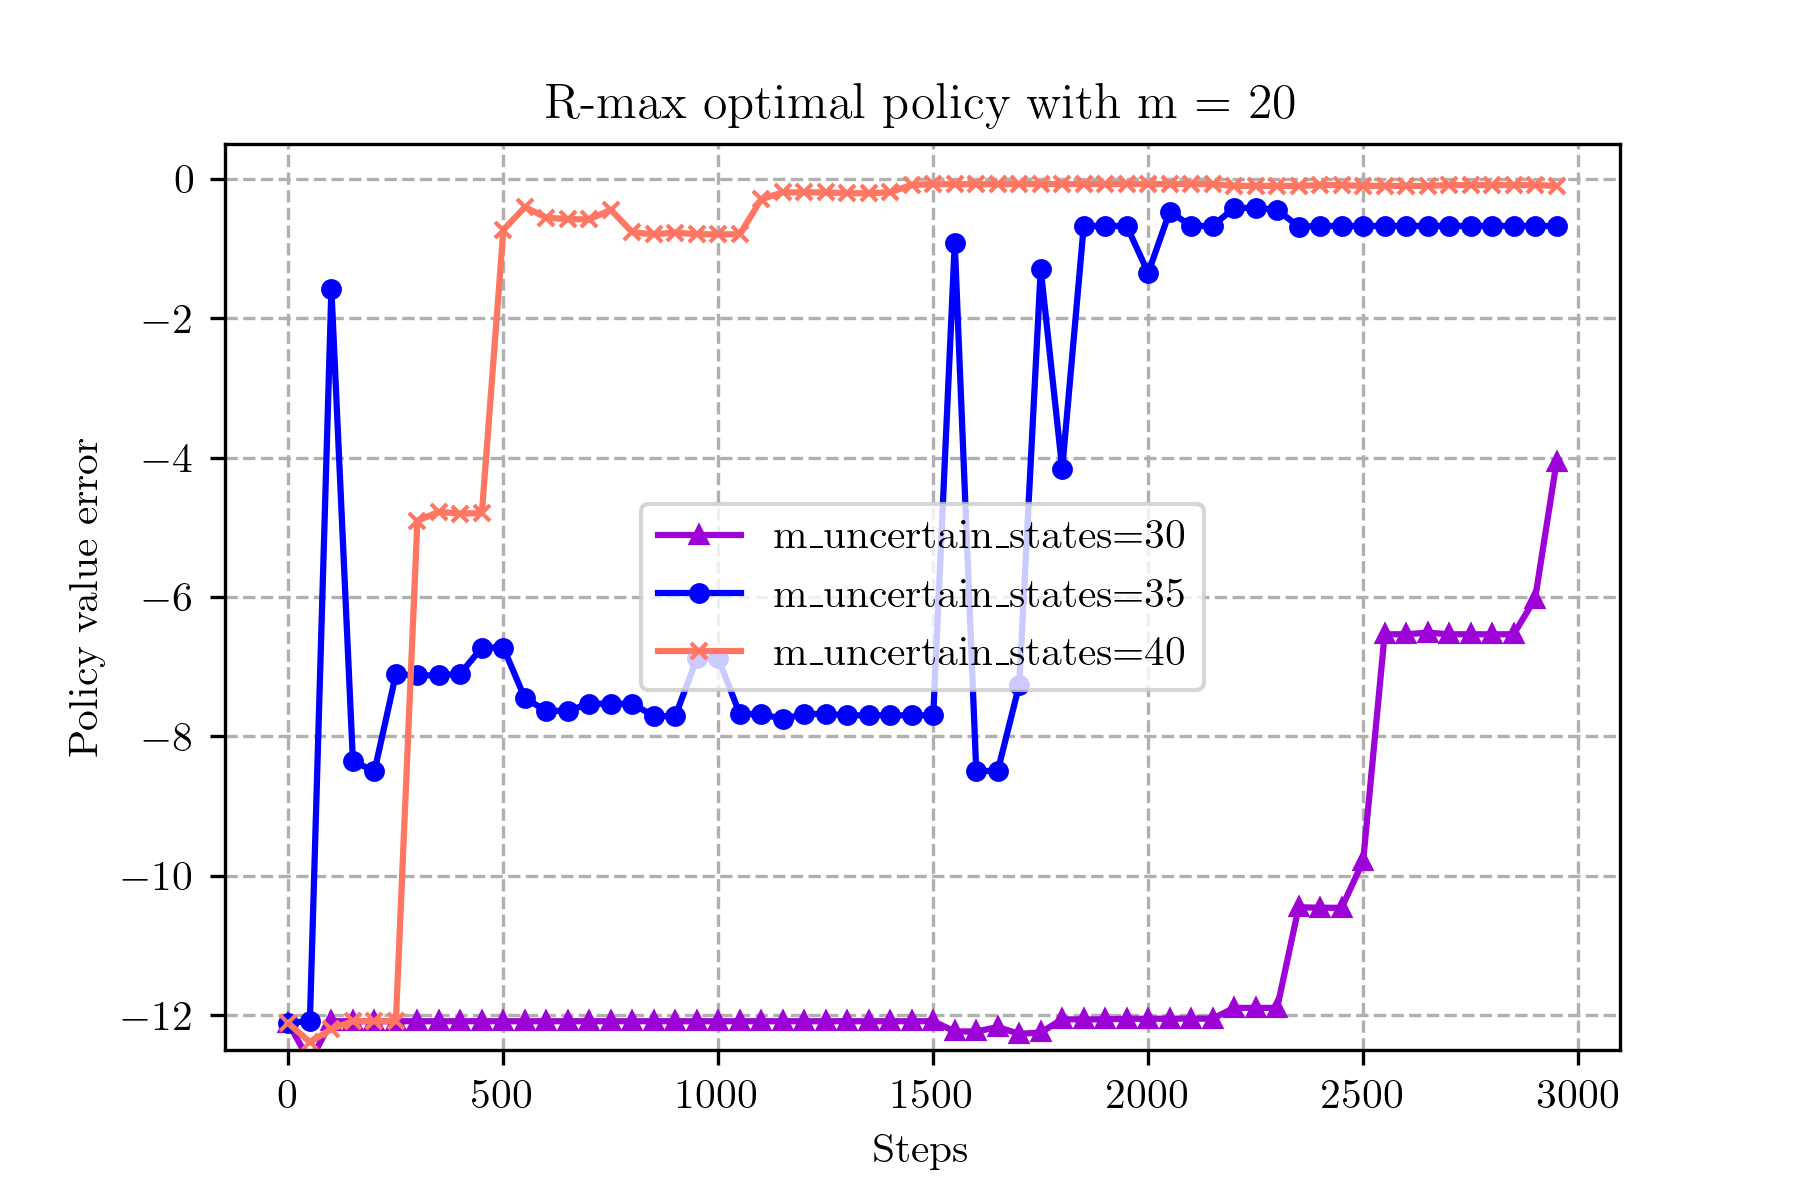 R-max optimal policy with m = 20
Policy value error
0
−2
−4
−6
−8
−10
−12
m_uncertain_states=30
m_uncertain_states=35
m_uncertain_states=40
0 500 1000 1500 2000 2500 3000
Steps